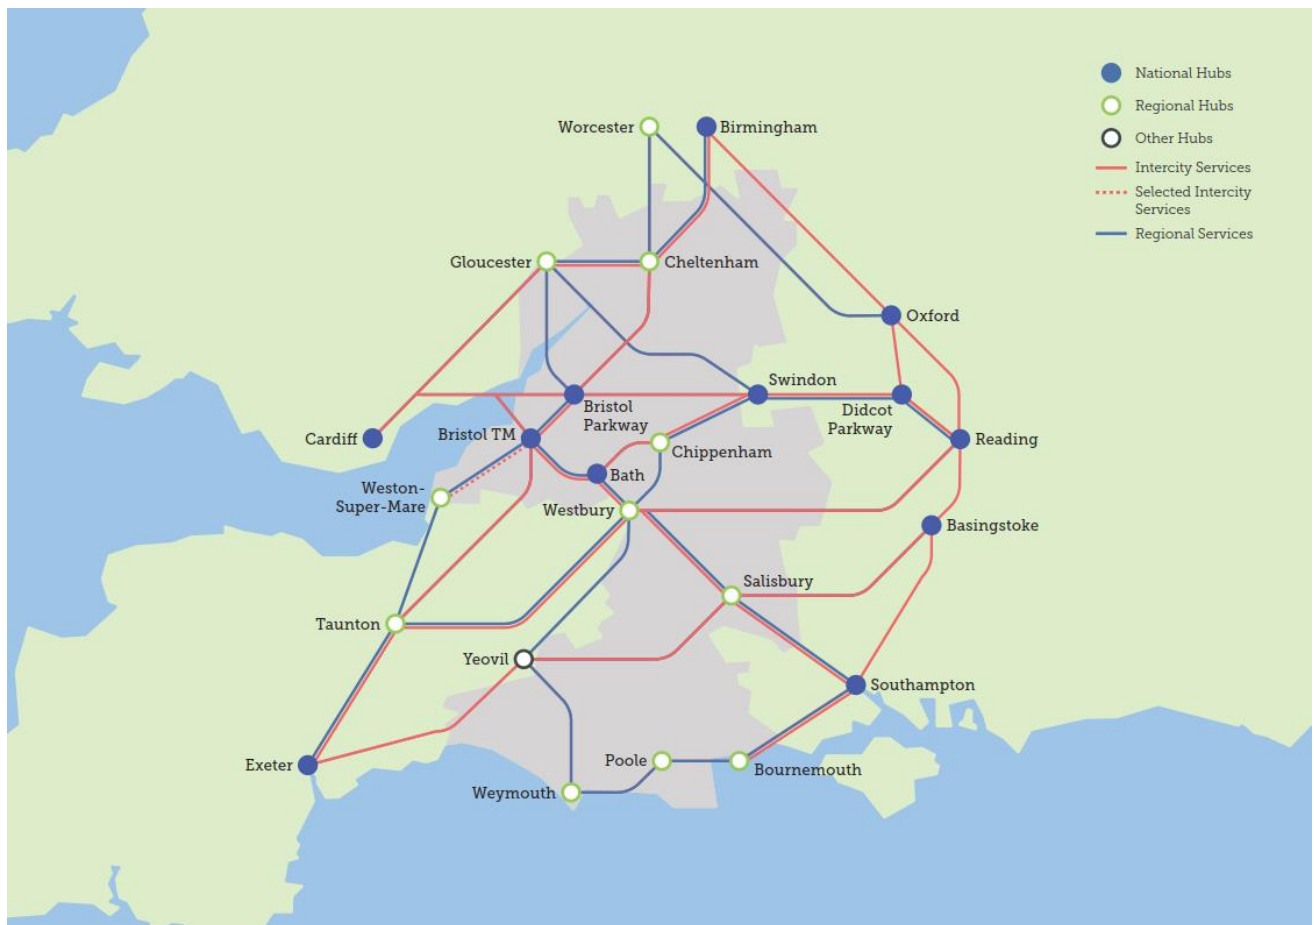 National Hubs
Regional Hubs
Other Hubs
Intercity Services
Selected Intercity
Services
Regional Services
Worcester
Birmingham
Gloucester
Cheltenham
Oxford
Swindon
Bristol
Parkway
Didcot
Parkway
Cardiff
Bristol TM
Chippenham
Reading
Bath
Weston-
Super-Mare
Westbury
Basingstoke
Salisbury
Taunton
Yeovil
Southampton
Exeter
Poole
Bournemouth
Weymouth